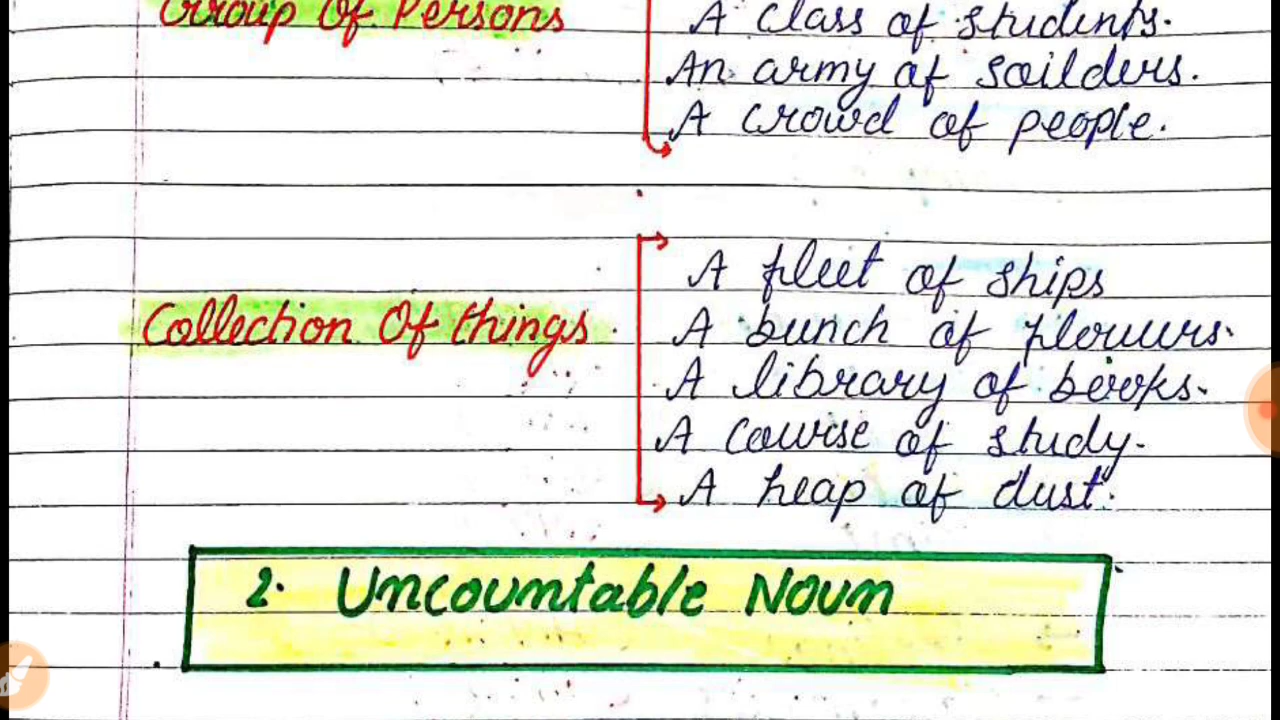 Group Of Persons
A class of students.
An army of soilders.
A crowd of people.
A fleet of ships
Collection Of things.
A bunch of flowers.
A library of books.
A course of study.
A heap of dust.
2. Uncountable Noun